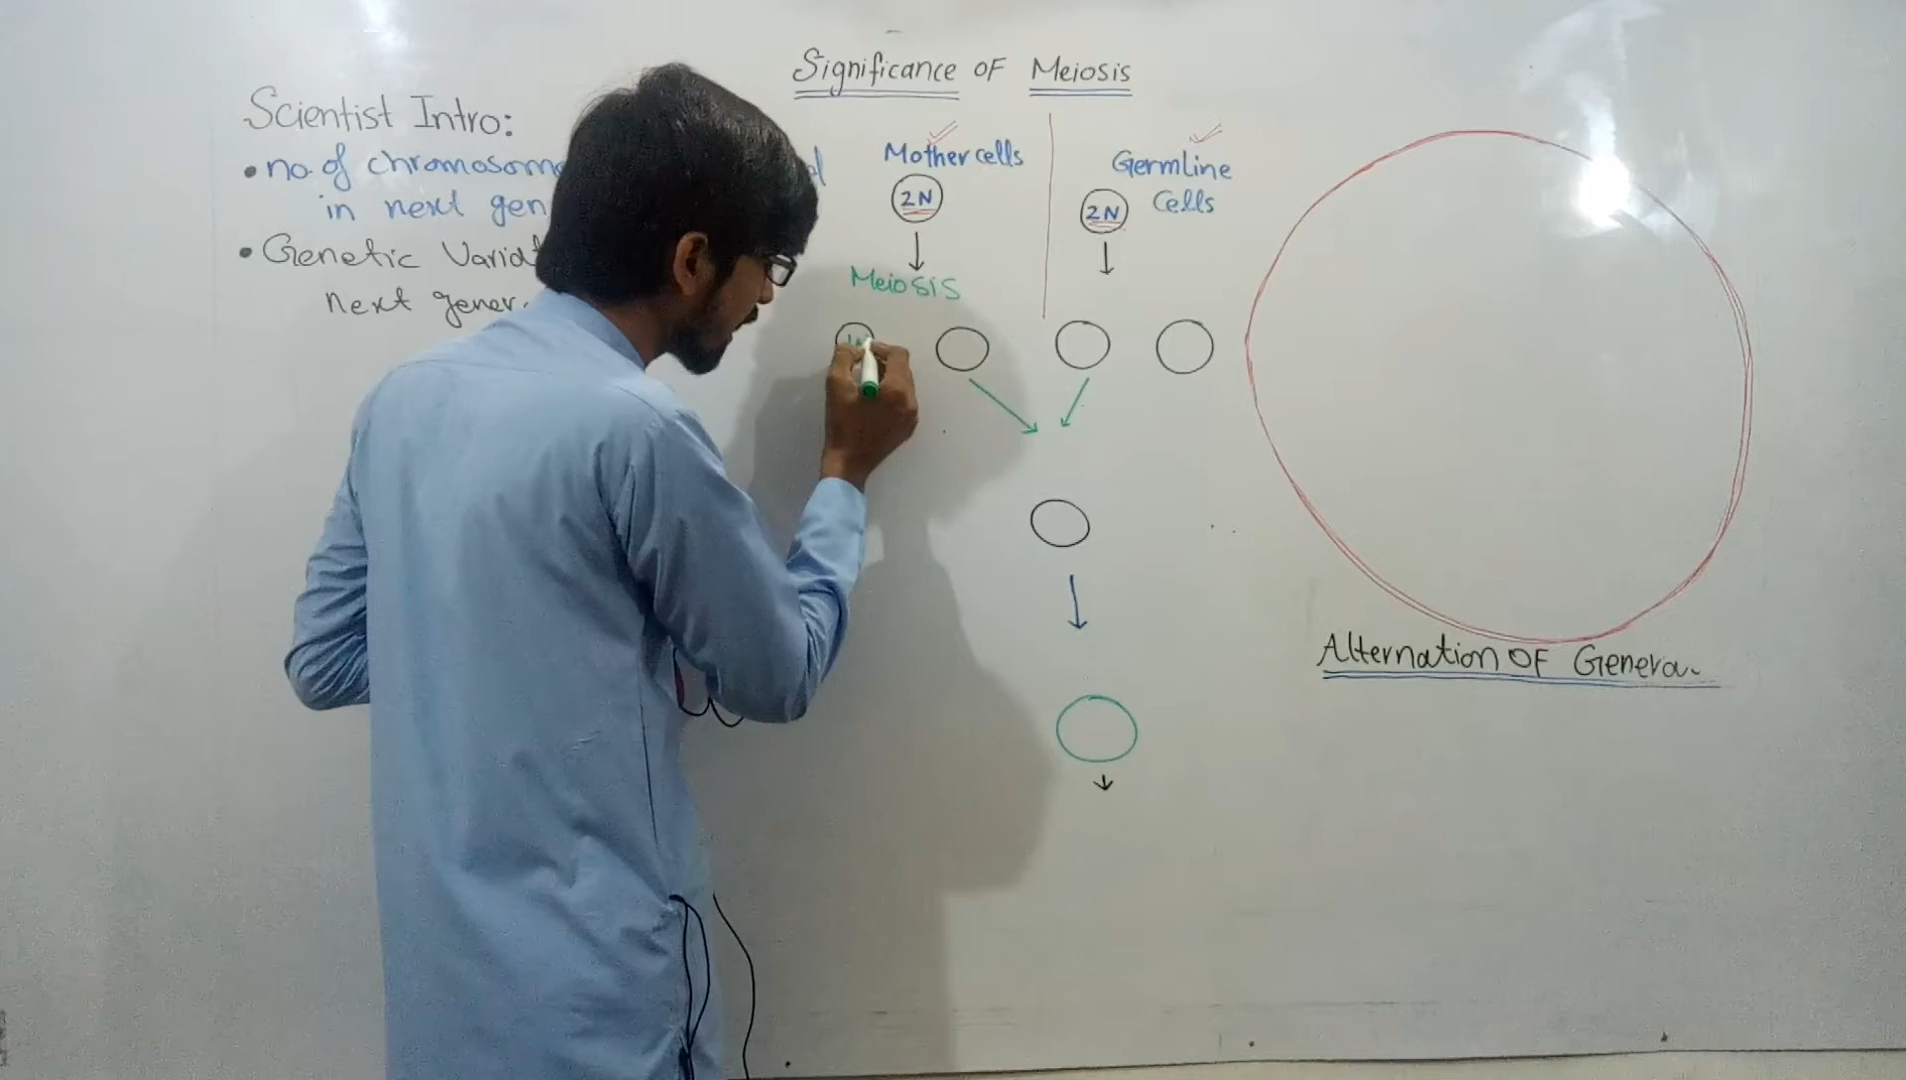 Significance OF Meiosis
Scientist Intro:
• no. of chromosome
in next gen
• Genetic Variat
next gener
Mother cells
2N
Meiosis
Germline
Cells
2N
Alternation OF Genera